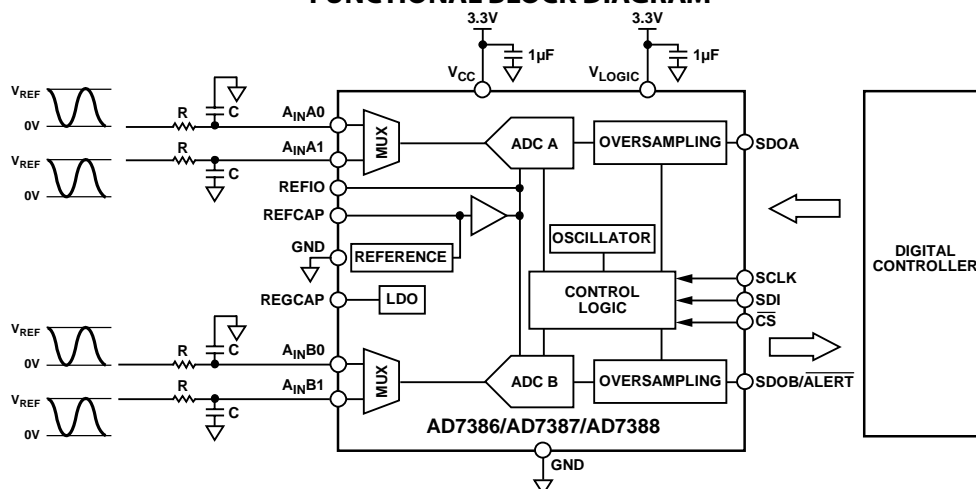 FUNCTIONAL BLOCK DIAGRAM
3.3V
3.3V
1µF
1µF
VCC
VLOGIC
VREF
0V
R
C
AINA0
MUX
ADC A
OVERSAMPLING
SDOA
VREF
0V
R
C
AINA1
REFIO
REFCAP
GND
REFERENCE
OSCILLATOR
DIGITAL
CONTROLLER
REGCAP
LDO
CONTROL
LOGIC
SCLK
SDI
CS
VREF
0V
R
C
AINB0
MUX
ADC B
OVERSAMPLING
SDOB/ALERT
VREF
0V
R
C
AINB1
AD7386/AD7387/AD7388
GND